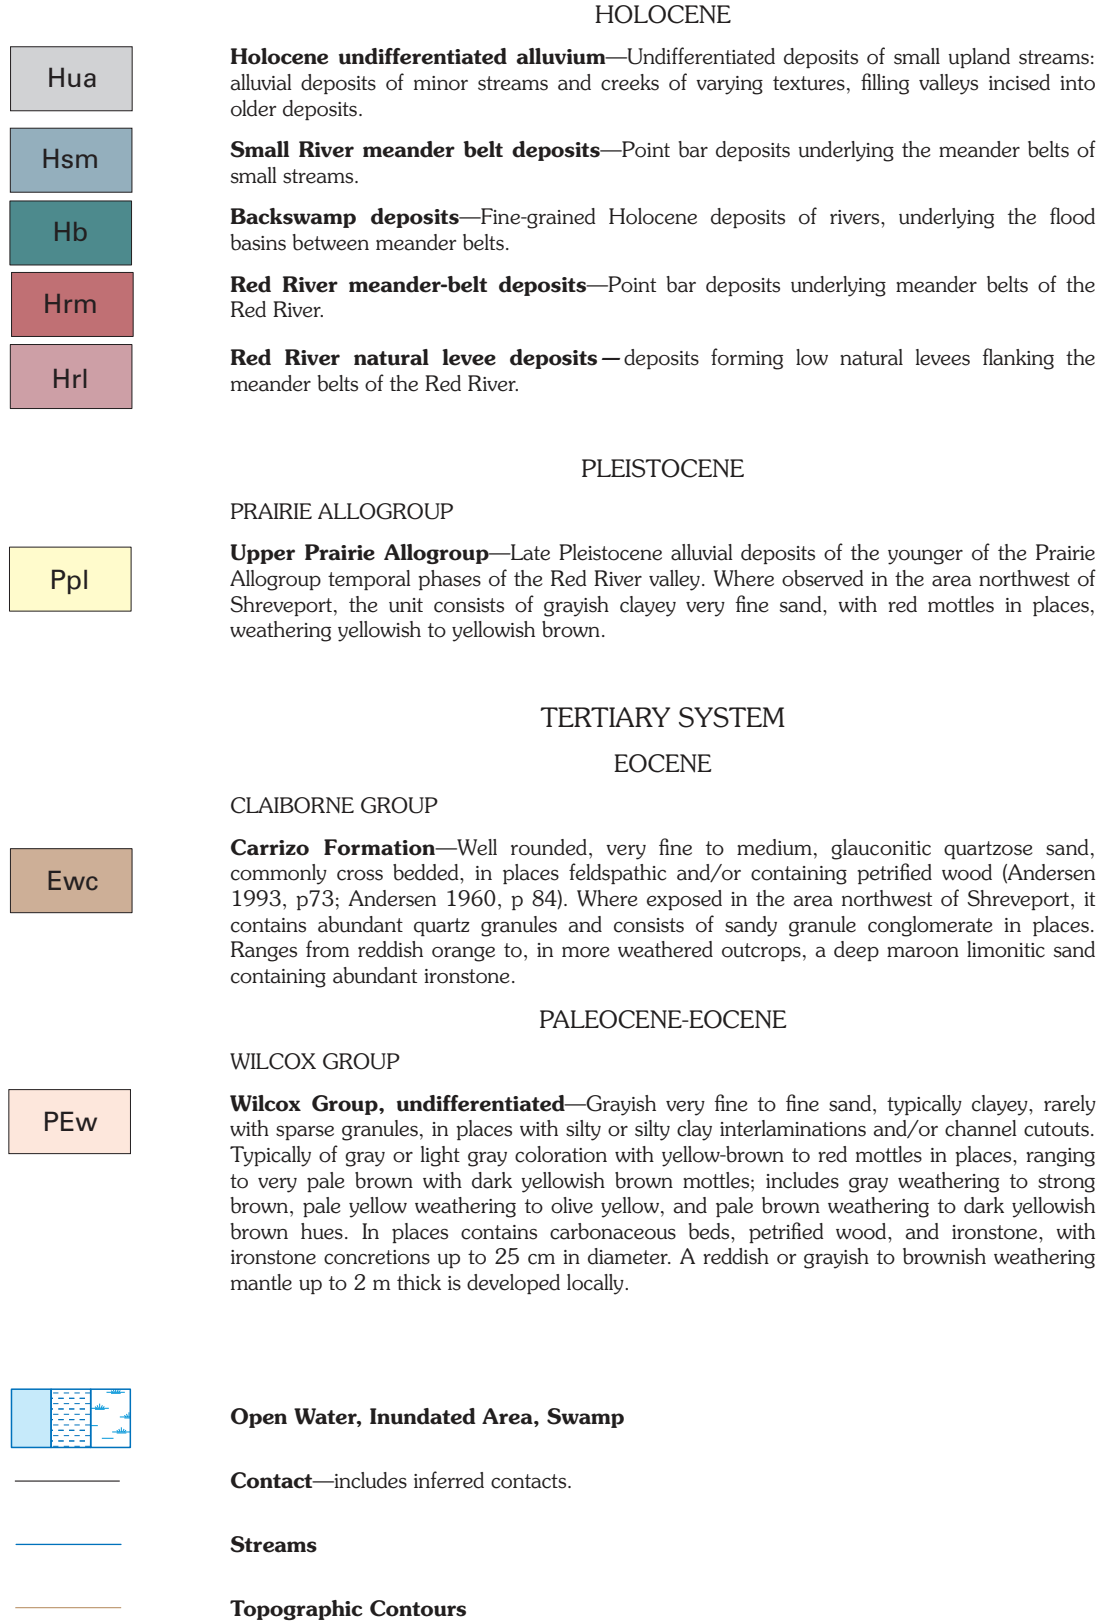 HOLOCENE
Hua
Holocene undifferentiated alluvium—Undifferentiated deposits of small upland streams:
alluvial deposits of minor streams and creeks of varying textures, filling valleys incised into
older deposits.
Hsm
Small River meander belt deposits—Point bar deposits underlying the meander belts of
small streams.
Hb
Backswamp deposits—Fine-grained Holocene deposits of rivers, underlying the flood
basins between meander belts.
Hrm
Red River meander-belt deposits—Point bar deposits underlying meander belts of the
Red River.
Hrl
Red River natural levee deposits — deposits forming low natural levees flanking the
meander belts of the Red River.
PLEISTOCENE
PRAIRIE ALLOGROUP
Ppl
Upper Prairie Allogroup—Late Pleistocene alluvial deposits of the younger of the Prairie
Allogroup temporal phases of the Red River valley. Where observed in the area northwest of
Shreveport, the unit consists of grayish clayey very fine sand, with red mottles in places,
weathering yellowish to yellowish brown.
TERTIARY SYSTEM
EOCENE
CLAIBORNE GROUP
Ewc
Carrizo Formation—Well rounded, very fine to medium, glauconitic quartzose sand,
commonly cross bedded, in places feldspathic and/or containing petrified wood (Andersen
1993, p73; Andersen 1960, p 84). Where exposed in the area northwest of Shreveport, it
contains abundant quartz granules and consists of sandy granule conglomerate in places.
Ranges from reddish orange to, in more weathered outcrops, a deep maroon limonitic sand
containing abundant ironstone.
PALEOCENE-EOCENE
WILCOX GROUP
PEw
Wilcox Group, undifferentiated—Grayish very fine to fine sand, typically clayey, rarely
with sparse granules, in places with silty or silty clay interlaminations and/or channel cutouts.
Typically of gray or light gray coloration with yellow-brown to red mottles in places, ranging
to very pale brown with dark yellowish brown mottles; includes gray weathering to strong
brown, pale yellow weathering to olive yellow, and pale brown weathering to dark yellowish
brown hues. In places contains carbonaceous beds, petrified wood, and ironstone, with
ironstone concretions up to 25 cm in diameter. A reddish or grayish to brownish weathering
mantle up to 2 m thick is developed locally.
Open Water, Inundated Area, Swamp
Contact—includes inferred contacts.
Streams
Topographic Contours